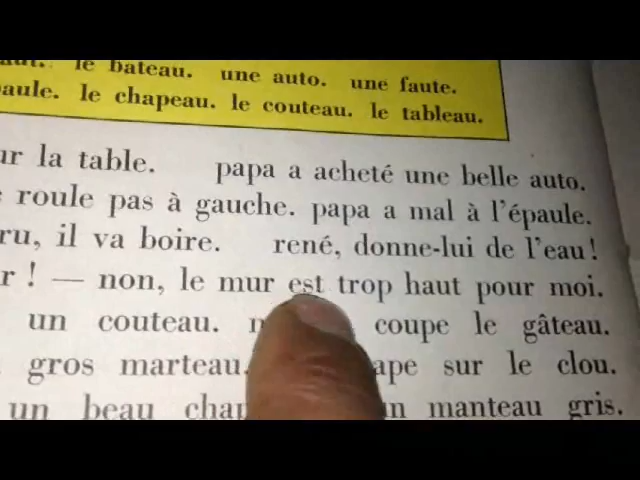 le bateau. une auto. une faute.
le chapeau. le couteau. le tableau.
la table. papa a acheté une belle auto.
roule pas à gauche. papa a mal à l'épaule.
il va boire. rené, donne-lui de l'eau!
! — non, le mur est trop haut pour moi.
un couteau. coupe le gâteau.
gros marteau. sur le clou.
un beau manteau gris.